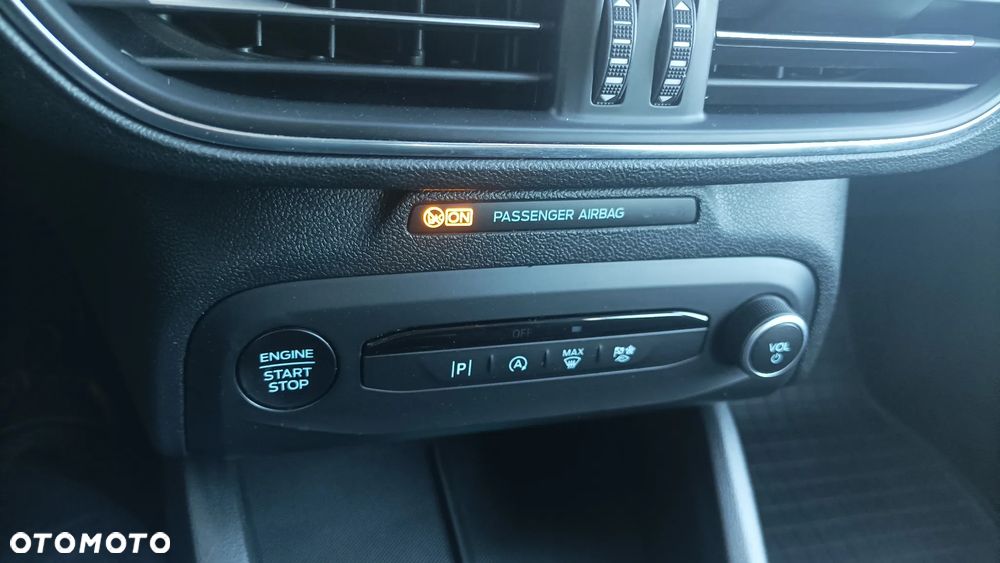 ON PASSENGER AIRBAG
OFF
ENGINE
START
STOP
|P|
A
MAX
VOL
OTOMOTO